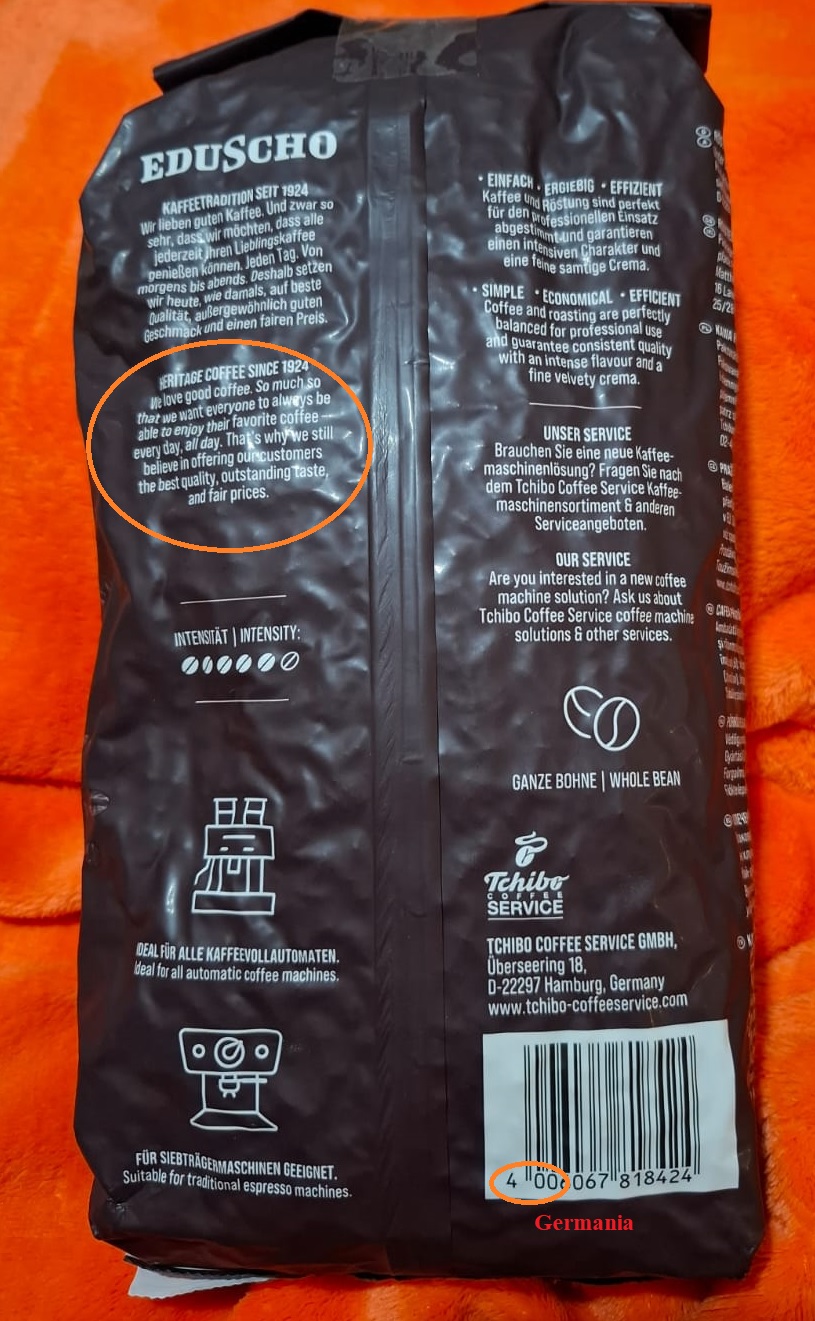 EDUSCHO
KAFFEETRADITION SEIT 1924
Wir lieben guten Kaffee. Und zwar so
sehr, dass wir möchten, dass alle
jederzeit ihren Lieblingskaffee
genießen können. Jeden Tag. Von
morgens bis abends. Deshalb setzen
wir heute, wie damals, auf beste
Qualität, außergewöhnlich guten
Geschmack und einen fairen Preis.
HERITAGE COFFEE SINCE 1924
We love good coffee. So much so
that we want everyone to always be
able to enjoy their favorite coffee –
every day, all day. That's why we still
believe in offering our customers
the best quality, outstanding taste,
and fair prices.
INTENSITÄT | INTENSITY:
IDEAL FÜR ALLE KAFFEEVOLLAUTOMATEN.
Ideal for all automatic coffee machines.
FÜR SIEBTRÄGERMASCHINEN GEEIGNET.
Suitable for traditional espresso machines.
• EINFACH • ERGIEBIG • EFFIZIENT
Kaffee und Röstung sind perfekt
für den professionellen Einsatz
abgestimmt und garantieren
einen intensiven Charakter und
eine feine samtige Crema.
• SIMPLE • ECONOMICAL • EFFICIENT
Coffee and roasting are perfectly
balanced for professional use
and guarantee consistent quality
with an intense flavour and a
fine velvety crema.
UNSER SERVICE
Brauchen Sie eine neue Kaffee-
maschinenlösung? Fragen Sie nach
dem Tchibo Coffee Service Kaffee-
maschinensortiment & anderen
Serviceangeboten.
OUR SERVICE
Are you interested in a new coffee
machine solution? Ask us about
Tchibo Coffee Service coffee machine
solutions & other services.
GANZE BOHNE | WHOLE BEAN
Tchibo
COFFEE
SERVICE
TCHIBO COFFEE SERVICE GMBH,
Überseering 18,
D-22297 Hamburg, Germany
www.tchibo-coffeeservice.com
4 006067 818424
Germania